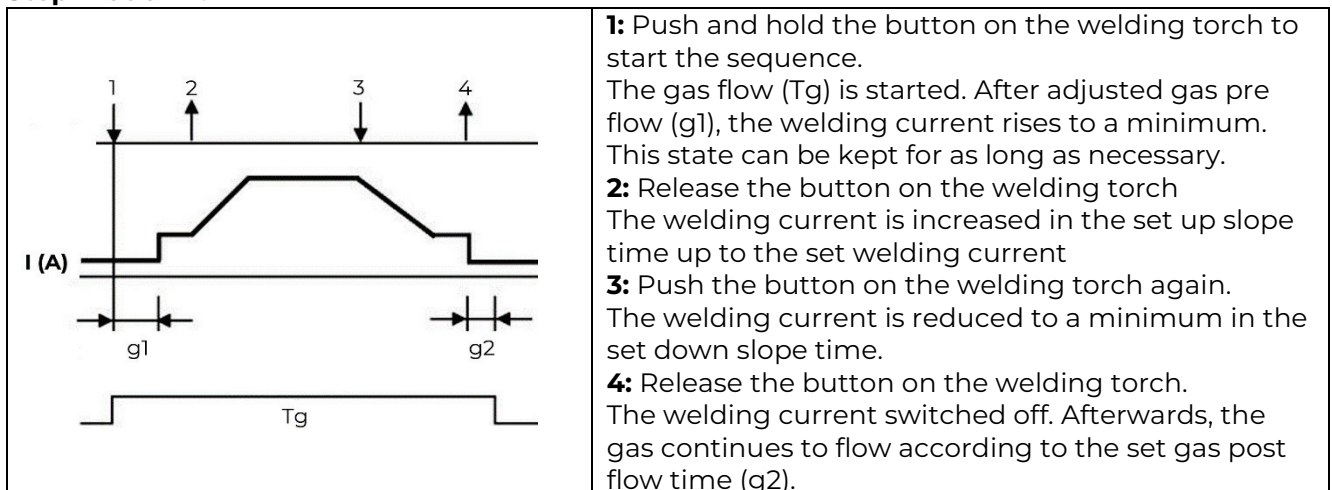 1 2 3 4
I (A)
g1 g2
Tg
1: Push and hold the button on the welding torch to
start the sequence.
The gas flow (Tg) is started. After adjusted gas pre
flow (g1), the welding current rises to a minimum.
This state can be kept for as long as necessary.
2: Release the button on the welding torch
The welding current is increased in the set up slope
time up to the set welding current
3: Push the button on the welding torch again.
The welding current is reduced to a minimum in the
set down slope time.
4: Release the button on the welding torch.
The welding current switched off. Afterwards, the
gas continues to flow according to the set gas post
flow time (g2).